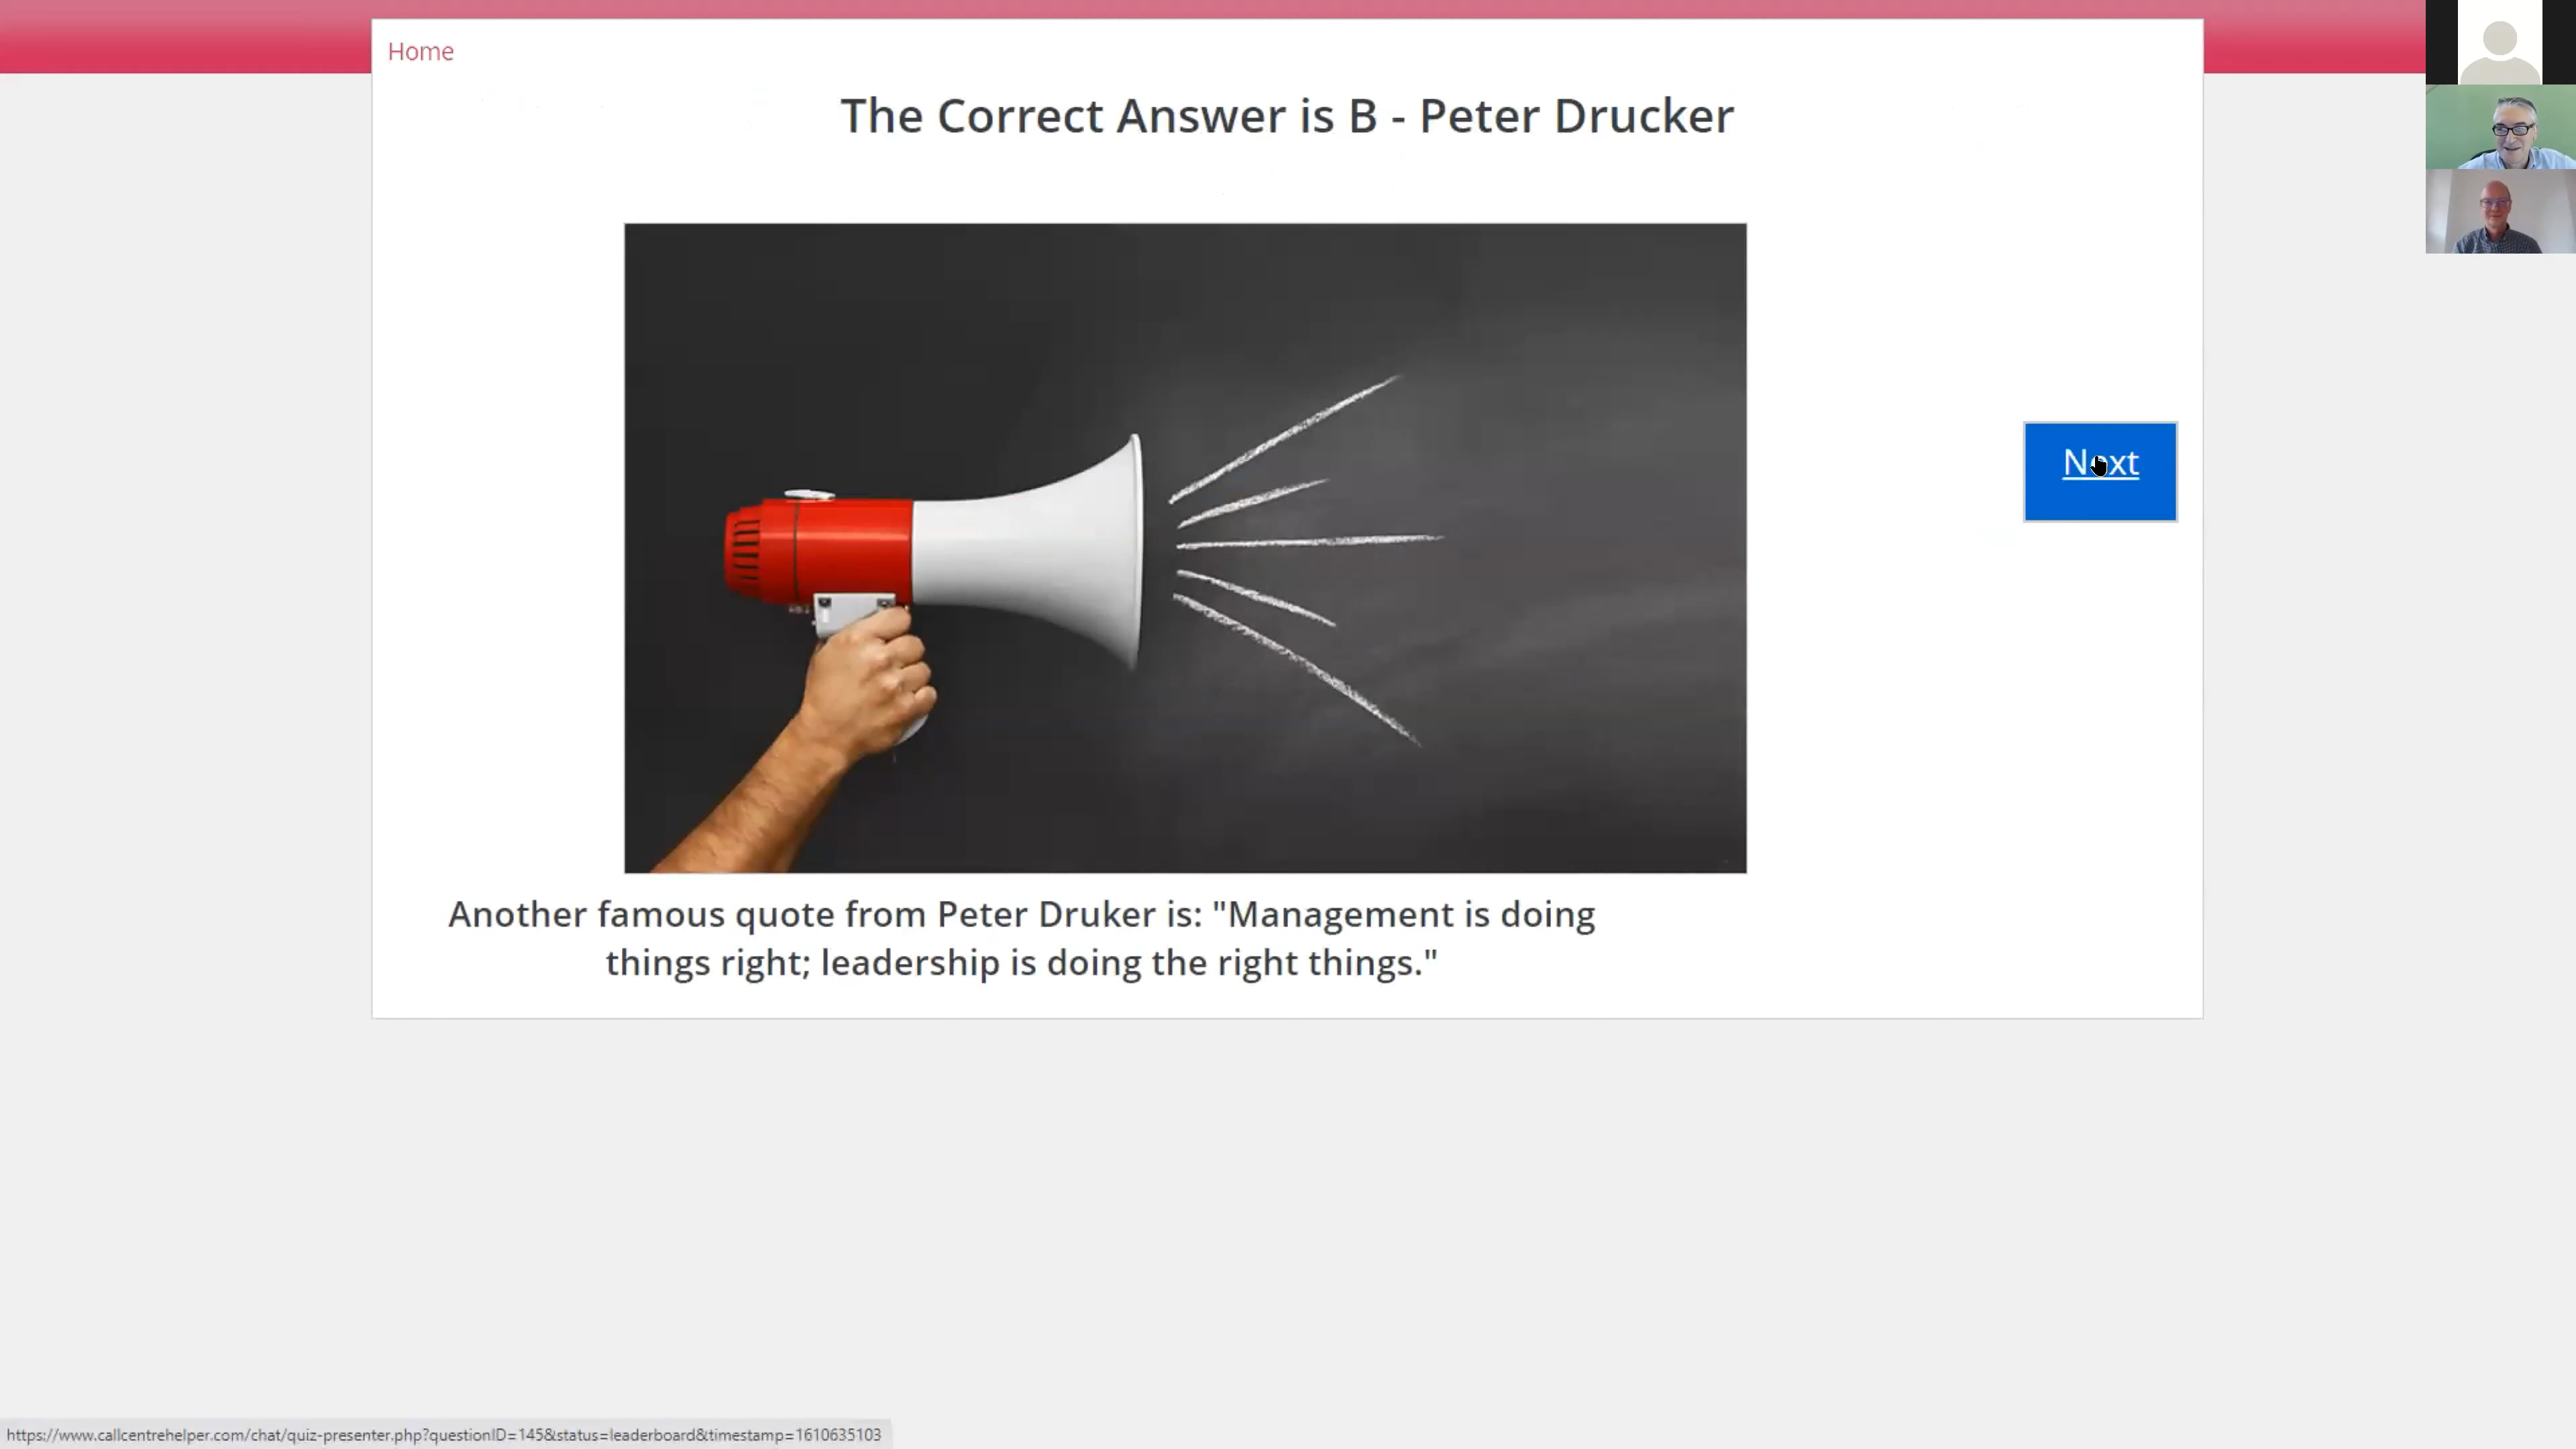 Home
The Correct Answer is B - Peter Drucker
Next
Another famous quote from Peter Druker is: "Management is doing
things right; leadership is doing the right things."
https://www.callcentrehelper.com/chat/quiz-presenter.php?questionID=145&status=leaderboard&timestamp=1610635103